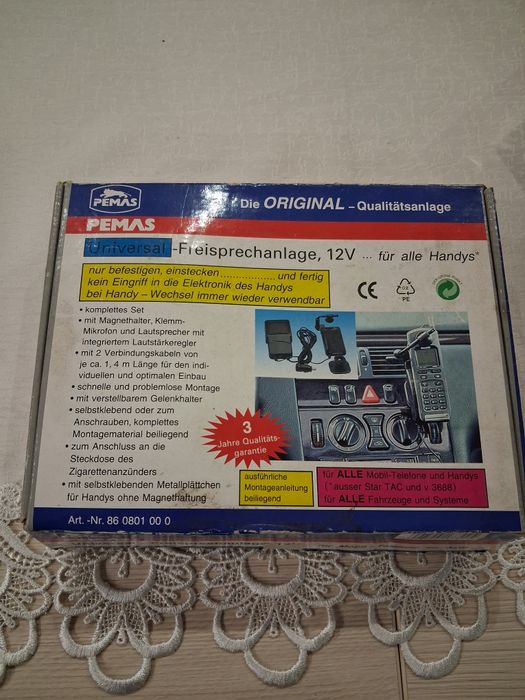 PEMAS
Die ORIGINAL - Qualitätsanlage
PEMAS
Universal-Freisprechanlage, 12V ... für alle Handys*
nur befestigen, einstecken.................. und fertig
kein Eingriff in die Elektronik des Handys
bei Handy - Wechsel immer wieder verwendbar
CE
PE
• komplettes Set
• mit Magnethalter, Klemm-
Mikrofon und Lautsprecher mit
integriertem Lautstärkeregler
• mit 2 Verbindungskabeln von
je ca. 1,4 m Länge für den indi-
viduellen und optimalen Einbau
• schnelle und problemlose Montage
• mit verstellbarem Gelenkhalter
• selbstklebend oder zum
Anschrauben, komplettes
Montagematerial beiliegend
• zum Anschluss an die
Steckdose des
Zigarettenanzünders
• mit selbstklebenden Metallplättchen
für Handys ohne Magnethaftung
3
Jahre Qualitäts-
garantie
ausführliche
Montageanleitung
beiliegend
für ALLE Mobil-Telefone und Handys
(*ausser Star TAC und v 3688)
für ALLE Fahrzeuge und Systeme
Art.-Nr. 86 0801 00 0